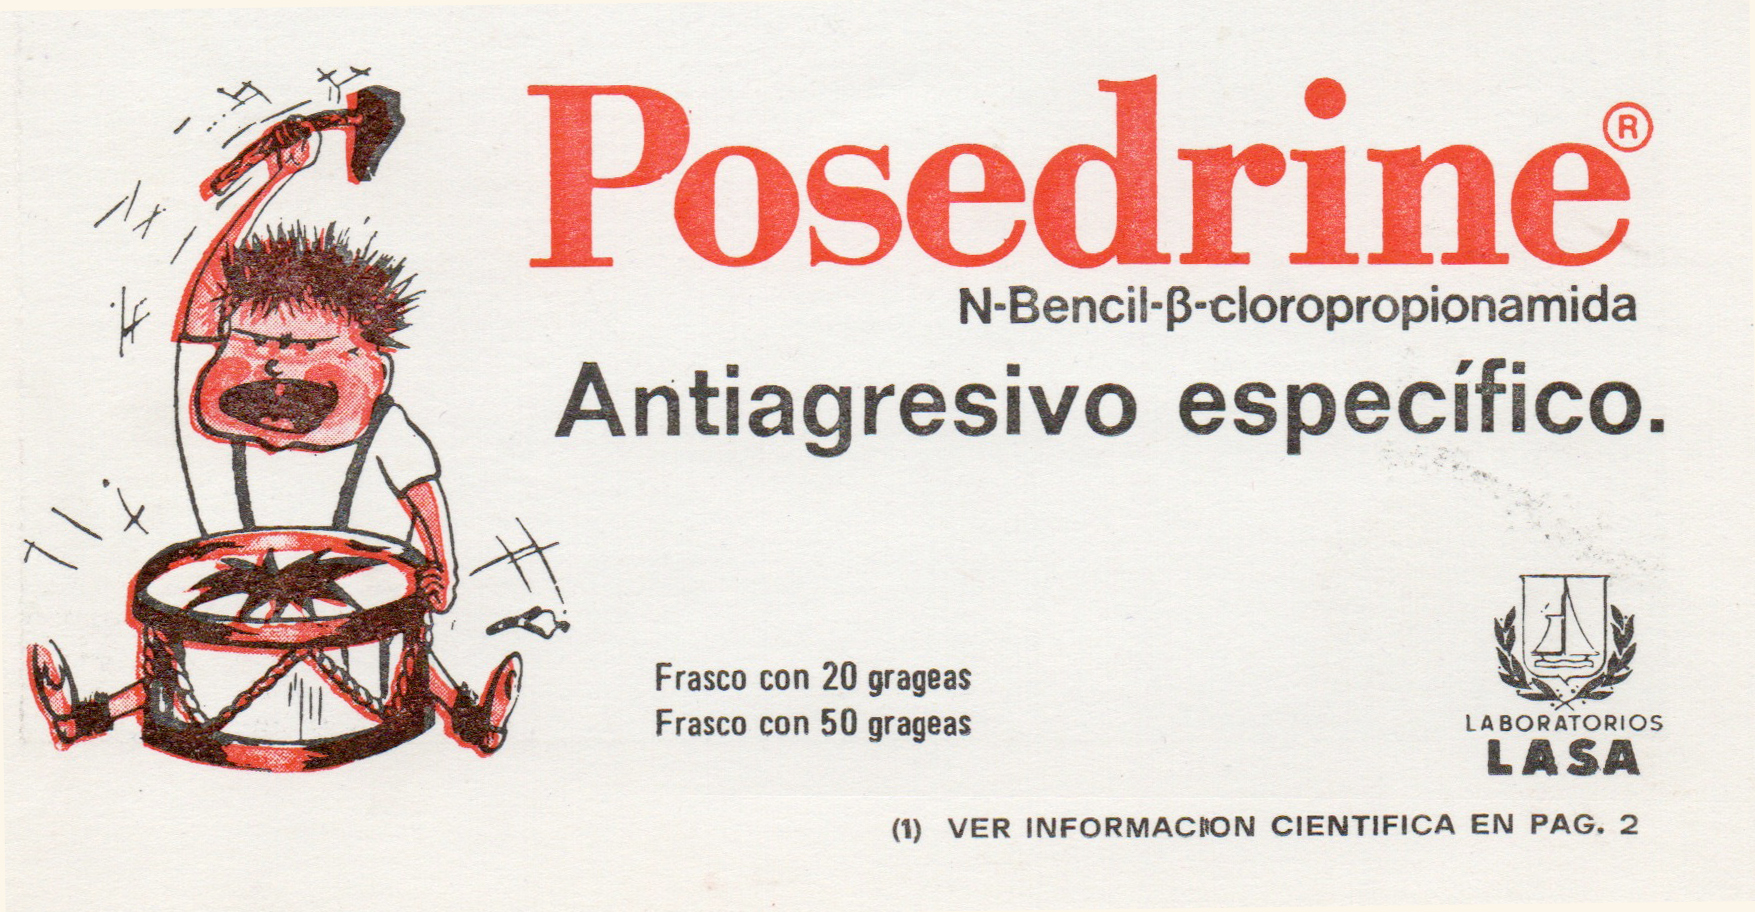 Posedrine®
N-Bencil-β-cloropropionamida
Antiagresivo específico.
Frasco con 20 grageas
Frasco con 50 grageas
LABORATORIOS
LASA
(1) VER INFORMACION CIENTIFICA EN PAG. 2